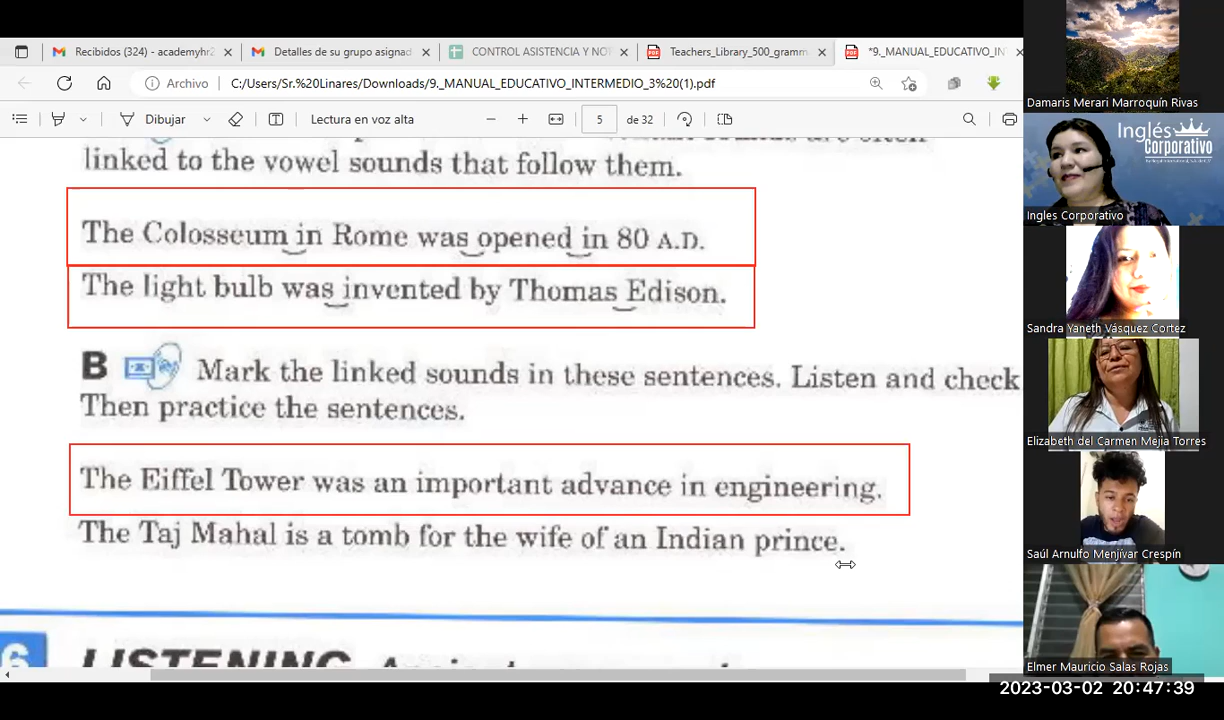 Recibidos (324) - academyhr2
Detalles de su grupo asignad
CONTROL ASISTENCIA Y NOT
Teachers_Library_500_gramm
*9._MANUAL_EDUCATIVO_IN
Archivo
C:/Users/Sr.%20Linares/Downloads/9._MANUAL_EDUCATIVO_INTERMEDIO_3%20(1).pdf
Dibujar
Lectura en voz alta
5 de 32
linked to the vowel sounds that follow them.
The Colosseum in Rome was opened in 80 A.D.
The light bulb was invented by Thomas Edison.
B Mark the linked sounds in these sentences. Listen and check
Then practice the sentences.
The Eiffel Tower was an important advance in engineering.
The Taj Mahal is a tomb for the wife of an Indian prince.
6 LISTENING
Damaris Merari Marroquín Rivas
Inglés
Corporativo
Ingles Corporativo
Sandra Yaneth Vásquez Cortez
Elizabeth del Carmen Mejia Torres
Saúl Arnulfo Menjívar Crespín
Elmer Mauricio Salas Rojas
2023-03-02 20:47:39